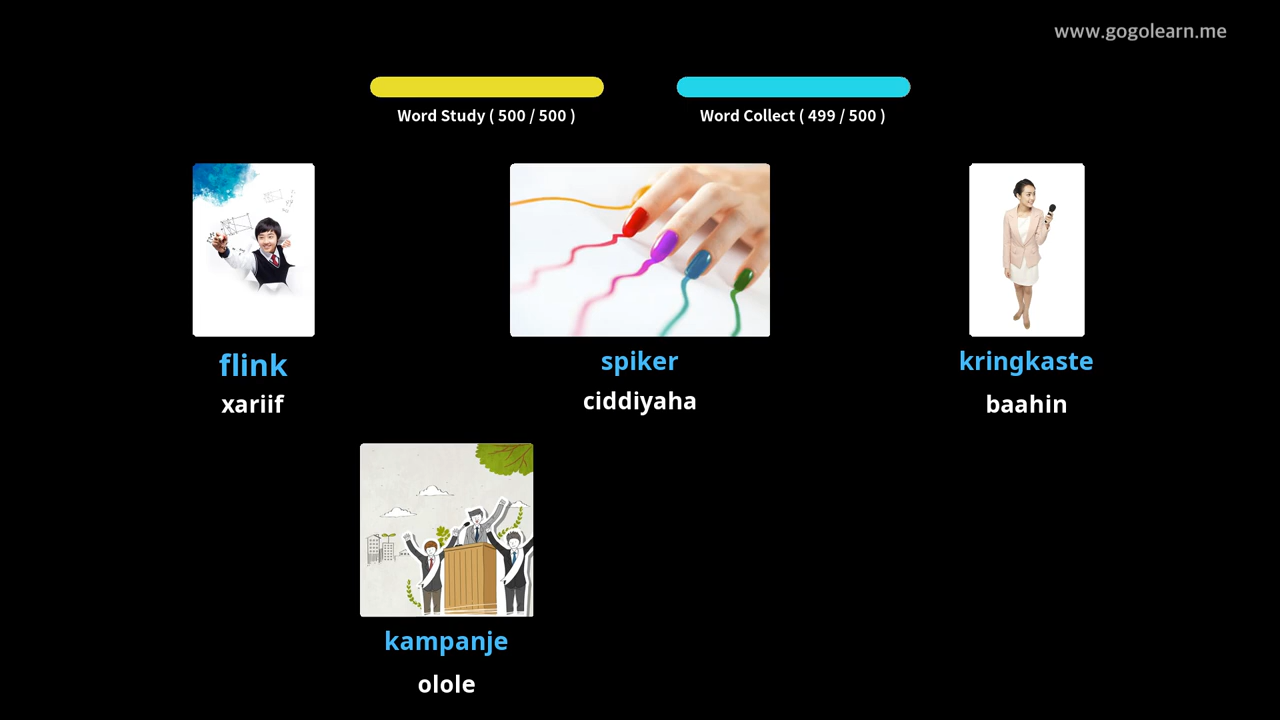 www.gogolearn.me
Word Study ( 500 / 500 )
Word Collect ( 499 / 500 )
flink
xariif
spiker
ciddiyaha
kringkaste
baahin
kampanje
olole